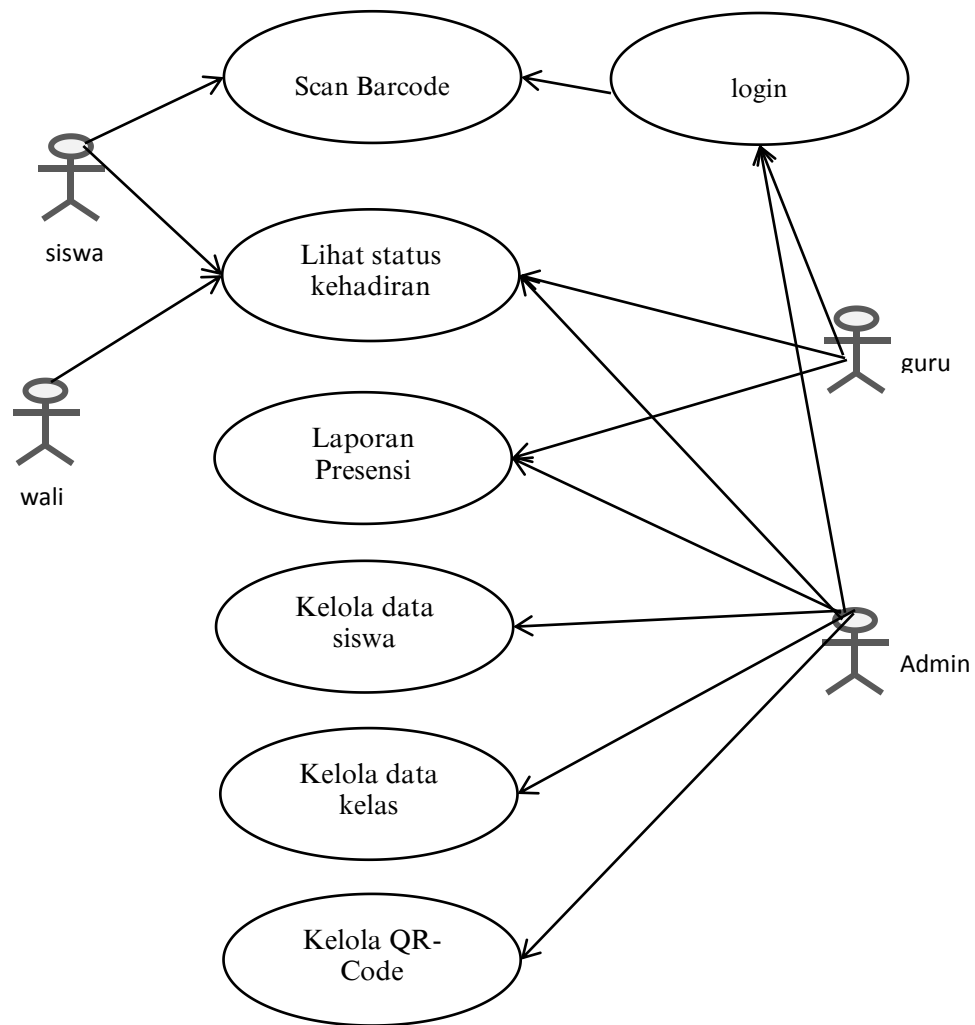 Scan Barcode
login
siswa
Lihat status
kehadiran
guru
wali
Laporan
Presensi
Kelola data
siswa
Admin
Kelola data
kelas
Kelola QR-
Code